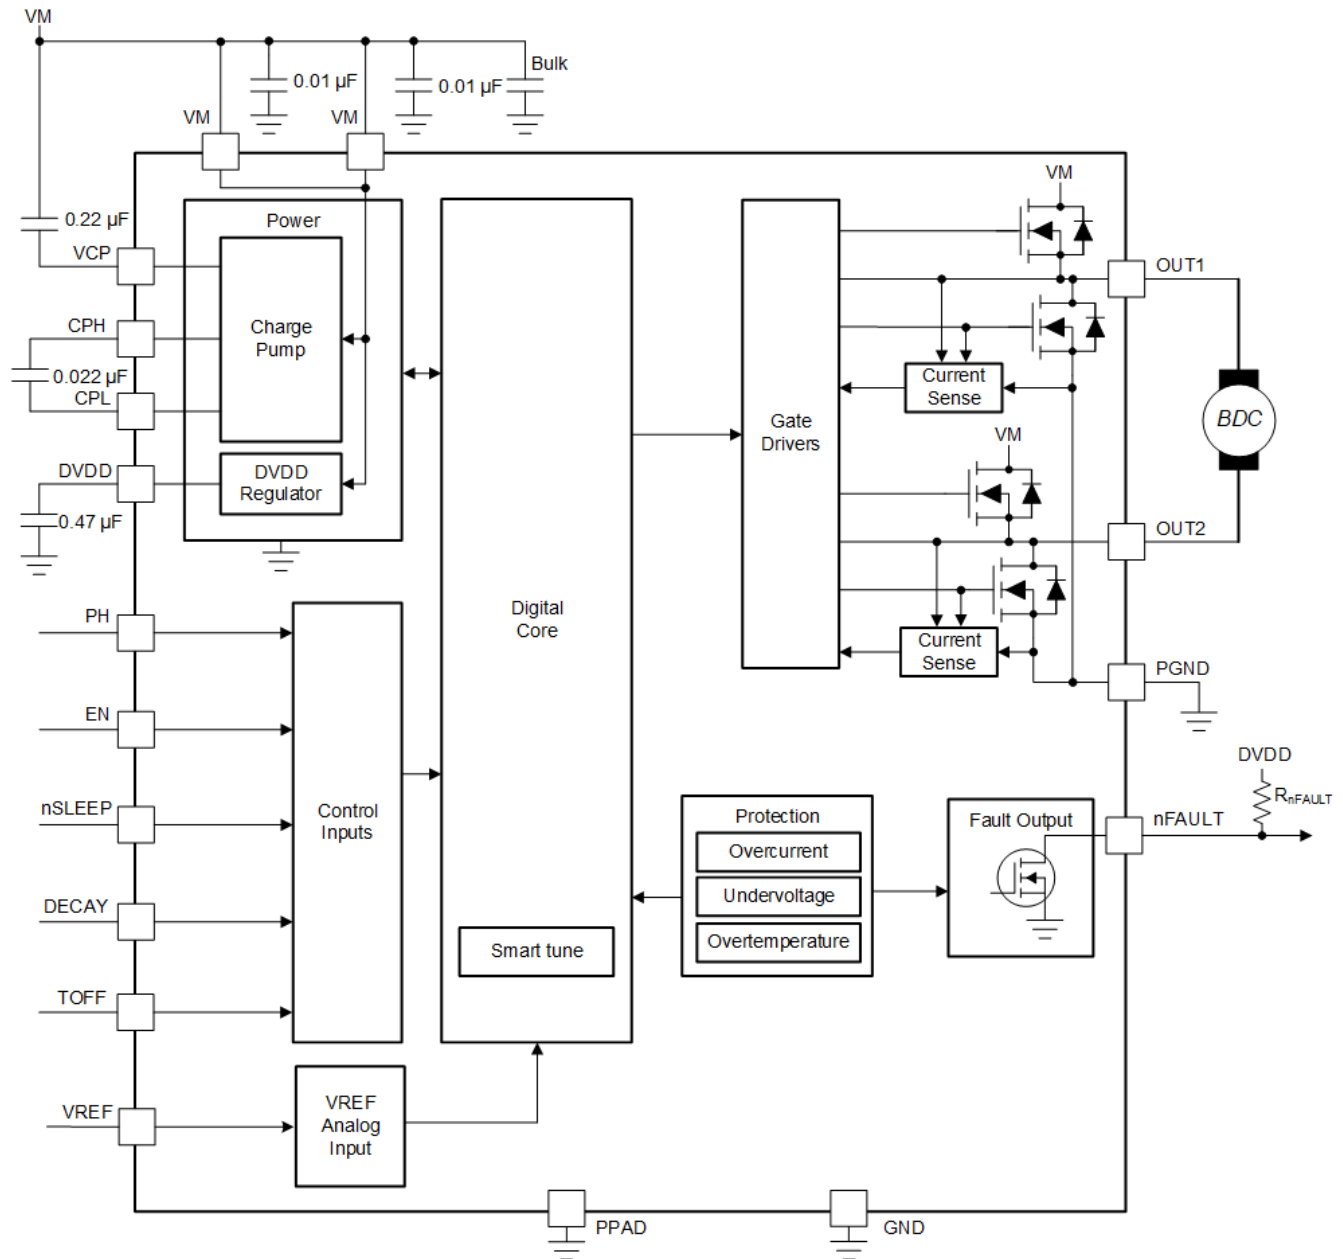 VM
Bulk
0.01 µF
0.01 µF
VM
VM
VM
Power
0.22 µF
VCP
OUT1
CPH
Charge
Pump
0.022 µF
CPL
Current
Sense
BDC
Gate
Drivers
VM
DVDD
DVDD
Regulator
0.47 µF
OUT2
PH
Digital
Core
Current
Sense
PGND
EN
DVDD
RnFAULT
nSLEEP
Control
Inputs
Protection
Fault Output
nFAULT
Overcurrent
Undervoltage
DECAY
Overtemperature
Smart tune
TOFF
VREF
VREF
Analog
Input
PPAD
GND